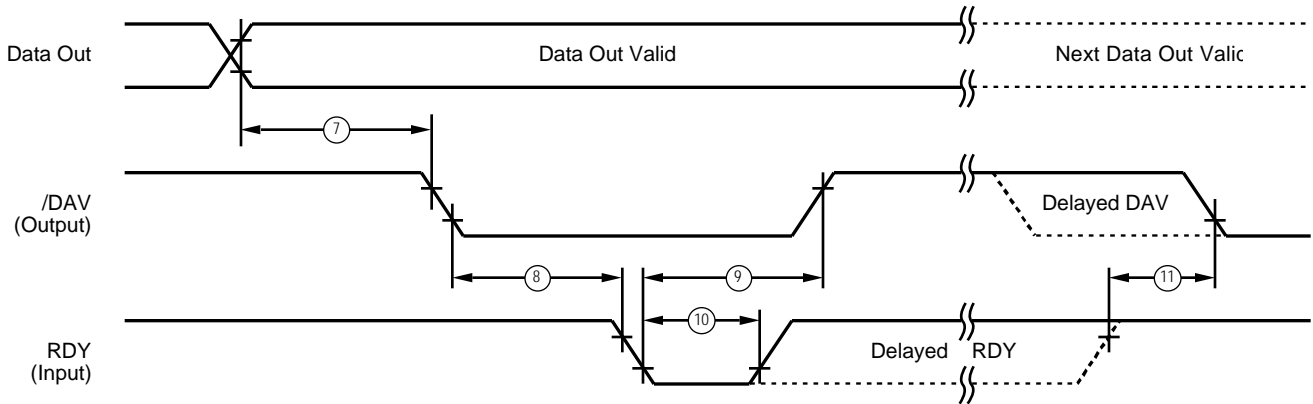 Data Out
Data Out Valid
Next Data Out Valic
7
/DAV
(Output)
Delayed DAV
8
9
11
10
RDY
(Input)
Delayed RDY